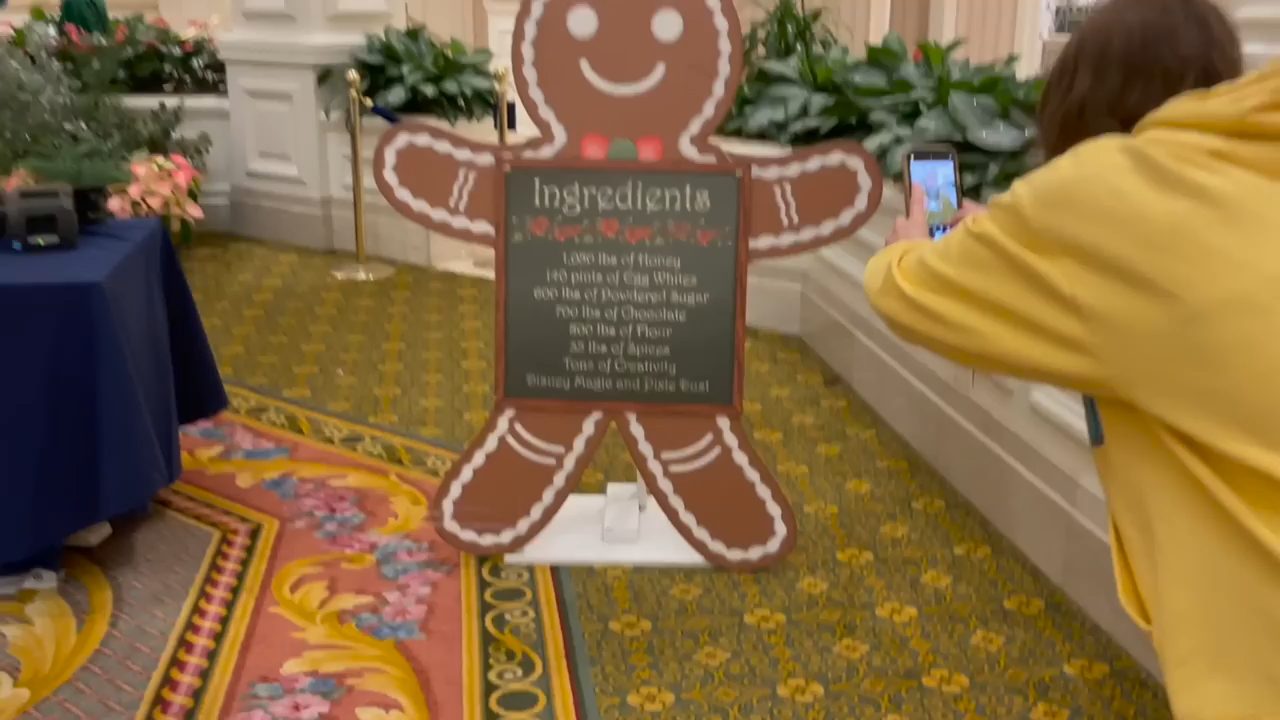 Ingredients
1,050 lbs of Honey
140 pints of Egg Whites
600 lbs of Powdered Sugar
700 lbs of Chocolate
800 lbs of Flour
35 lbs of Spices
Tons of Creativity
Disney Magic and Pixie Dust